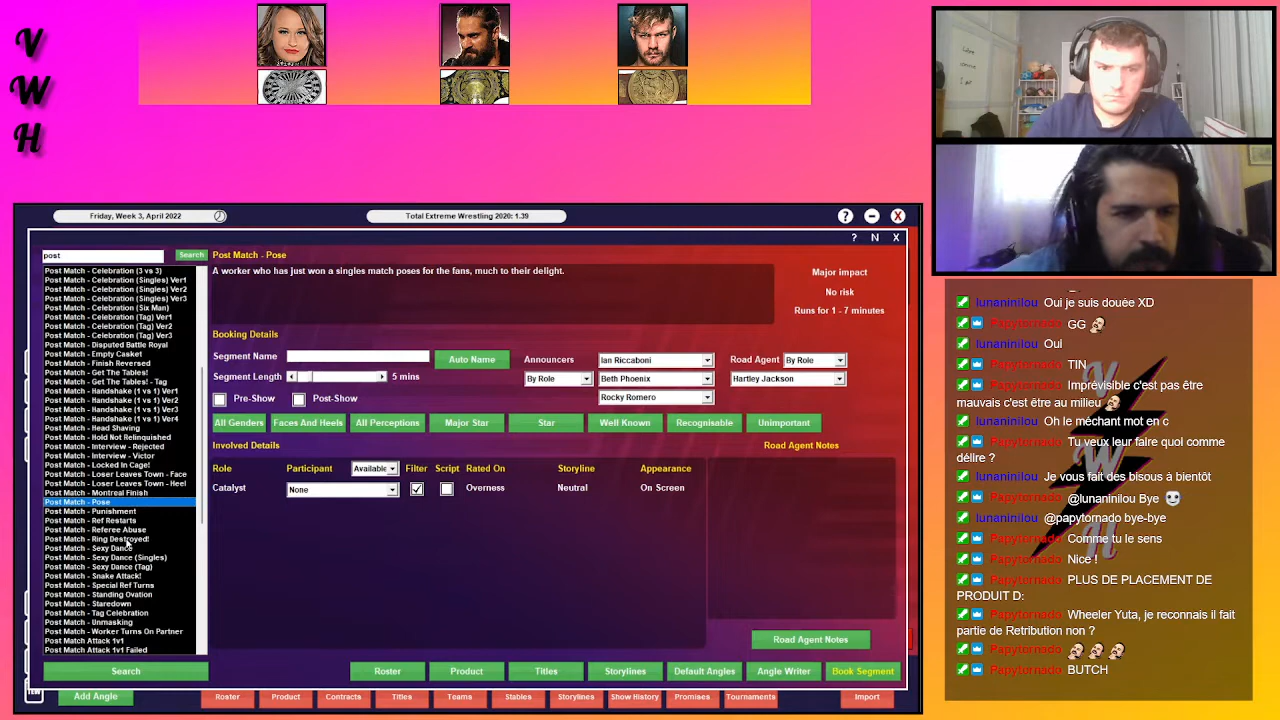 V
W
H
Friday, Week 3, April 2022
Total Extreme Wrestling 2020: 1.39
? − X
? N X
post
Search
Post Match - Celebration (3 vs 3)
Post Match - Celebration (Singles) Ver1
Post Match - Celebration (Singles) Ver2
Post Match - Celebration (Singles) Ver3
Post Match - Celebration (Six Man)
Post Match - Celebration (Tag) Ver1
Post Match - Celebration (Tag) Ver2
Post Match - Celebration (Tag) Ver3
Post Match - Disputed Battle Royal
Post Match - Empty Casket
Post Match - Finish Reversed
Post Match - Get The Tables!
Post Match - Get The Tables! - Tag
Post Match - Handshake (1 vs 1) Ver1
Post Match - Handshake (1 vs 1) Ver2
Post Match - Handshake (1 vs 1) Ver3
Post Match - Handshake (1 vs 1) Ver4
Post Match - Head Shaving
Post Match - Hold Not Relinquished
Post Match - Interview - Rejected
Post Match - Interview - Victor
Post Match - Locked In Cage!
Post Match - Loser Leaves Town - Face
Post Match - Loser Leaves Town - Heel
Post Match - Montreal Finish
Post Match - Pose
Post Match - Punishment
Post Match - Ref Restarts
Post Match - Referee Abuse
Post Match - Ring Destroyed!
Post Match - Sexy Dance
Post Match - Sexy Dance (Singles)
Post Match - Sexy Dance (Tag)
Post Match - Snake Attack!
Post Match - Special Ref Turns
Post Match - Standing Ovation
Post Match - Staredown
Post Match - Tag Celebration
Post Match - Unmasking
Post Match - Worker Turns On Partner
Post Match Attack 1v1
Post Match Attack 1v1 Failed
Search
Post Match - Pose
A worker who has just won a singles match poses for the fans, much to their delight.
Major impact
No risk
Runs for 1 - 7 minutes
Booking Details
Segment Name
Auto Name
Announcers
Ian Riccaboni
Road Agent
By Role
Segment Length
5 mins
By Role
Beth Phoenix
Hartley Jackson
Pre-Show
Post-Show
Rocky Romero
All Genders
Faces And Heels
All Perceptions
Major Star
Star
Well Known
Recognisable
Unimportant
Involved Details
Road Agent Notes
Role
Participant
Available
Filter
Script
Rated On
Storyline
Appearance
Catalyst
None
Overness
Neutral
On Screen
Road Agent Notes
Roster
Product
Titles
Storylines
Default Angles
Angle Writer
Book Segment
Add Angle
Roster
Product
Contracts
Titles
Teams
Stables
Storylines
Show History
Promises
Tournaments
Import
lunaninilou Oui je suis douée XD
Papytornado GG
lunaninilou Oui
Papytornado TIN
Papytornado Imprévisible c'est pas être
mauvais c'est être au milieu
lunaninilou Oh le méchant mot en c
Papytornado Tu veux leur faire quoi comme
délire ?
lunaninilou Je vous fait des bisous à bientôt
Papytornado @lunaninilou Bye
lunaninilou @papytornado bye-bye
Papytornado Comme tu le sens
Papytornado Nice !
Papytornado PLUS DE PLACEMENT DE
PRODUIT D:
Papytornado Wheeler Yuta, je reconnais il fait
partie de Retribution non ?
Papytornado
Papytornado BUTCH